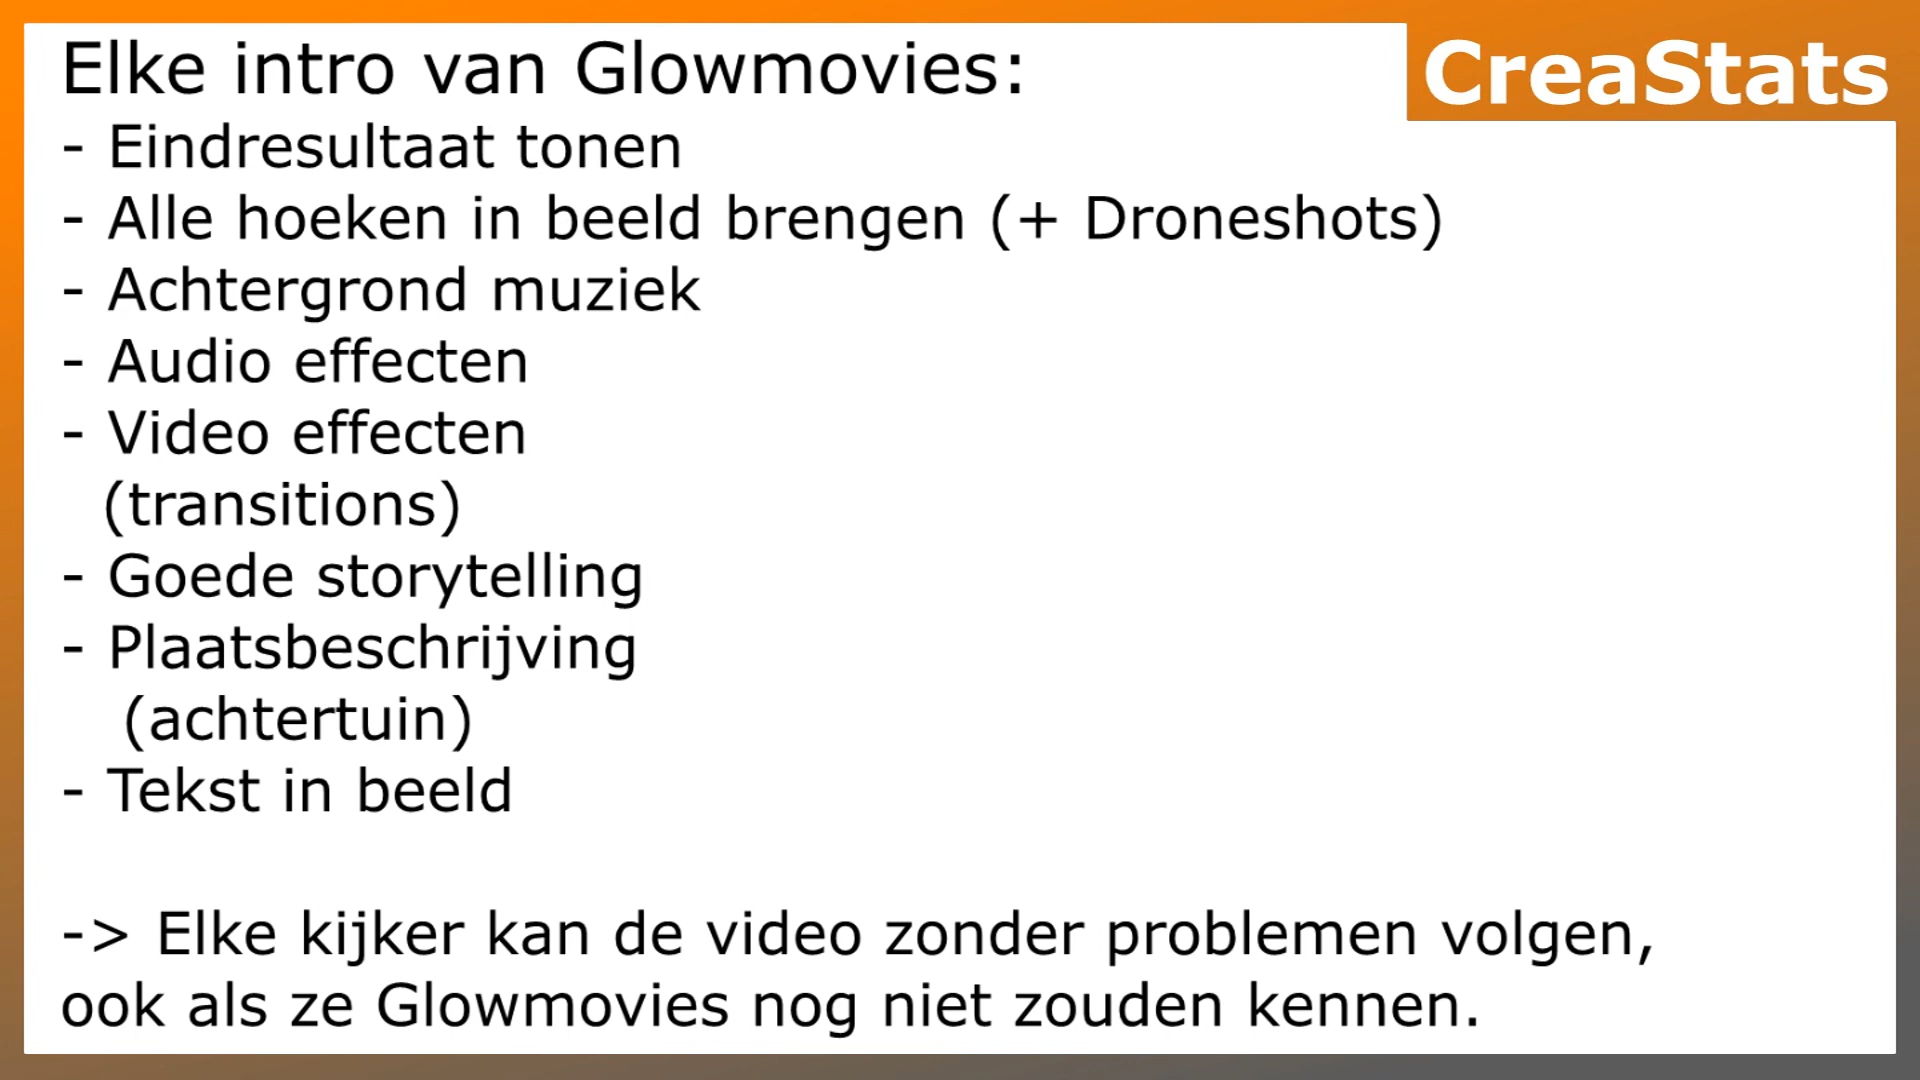 Elke intro van Glowmovies:
CreaStats
- Eindresultaat tonen
- Alle hoeken in beeld brengen (+ Droneshots)
- Achtergrond muziek
- Audio effecten
- Video effecten
(transitions)
- Goede storytelling
- Plaatsbeschrijving
(achtertuin)
- Tekst in beeld
-> Elke kijker kan de video zonder problemen volgen,
ook als ze Glowmovies nog niet zouden kennen.